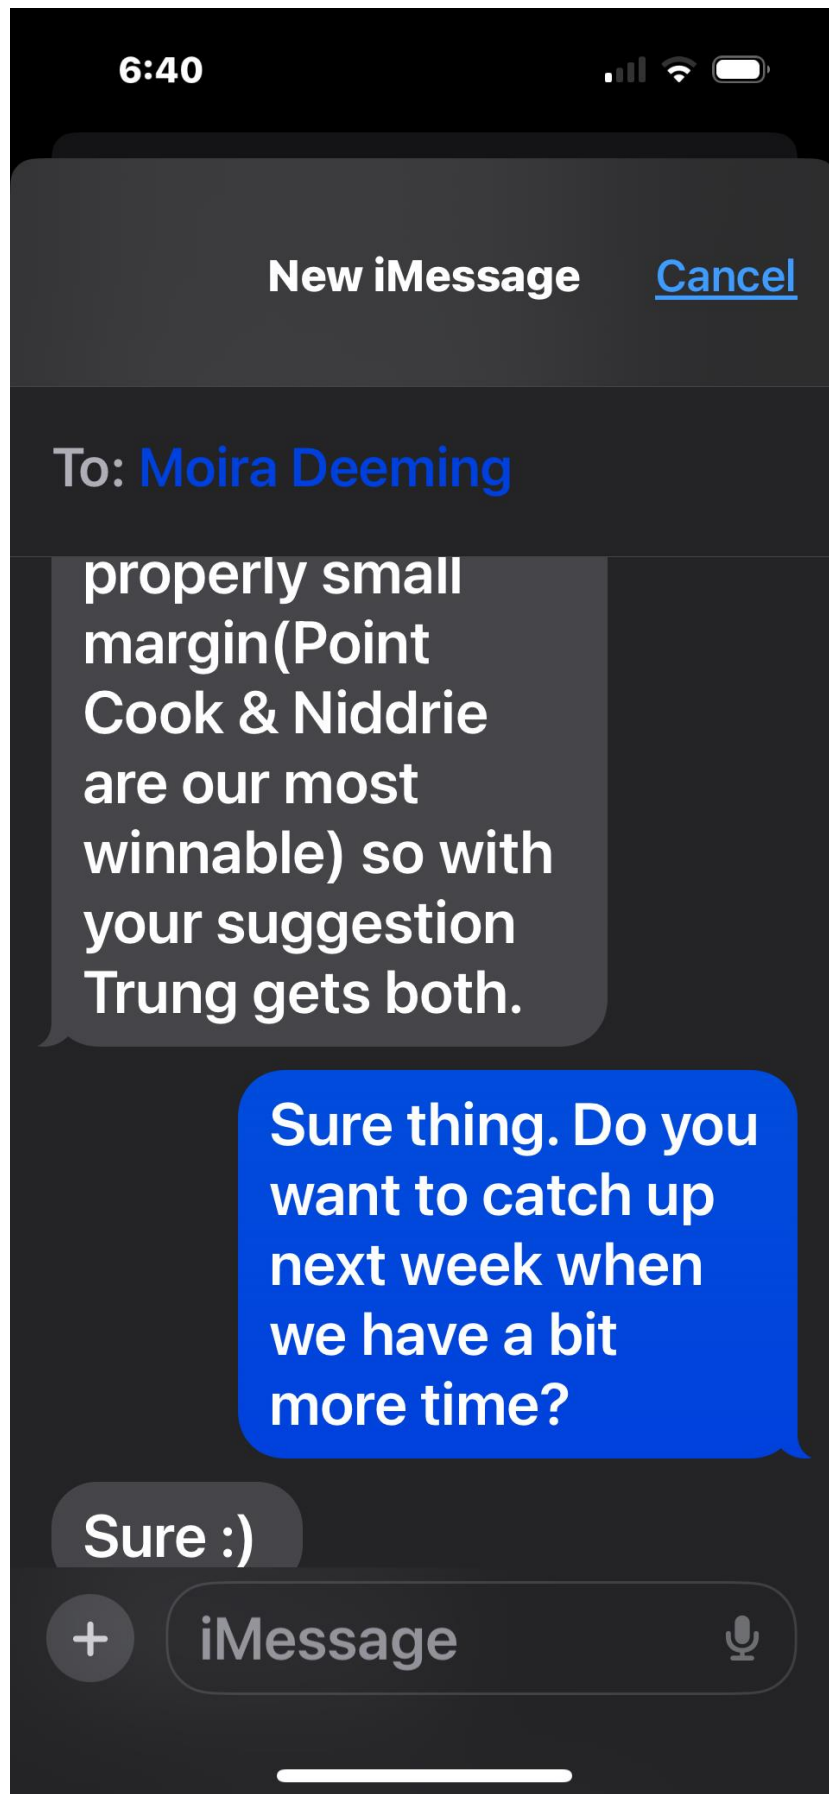 6:40
New iMessage
Cancel
To: Moira Deeming
properly small
margin(Point
Cook & Niddrie
are our most
winnable) so with
your suggestion
Trung gets both.
Sure thing. Do you
want to catch up
next week when
we have a bit
more time?
Sure :)
iMessage